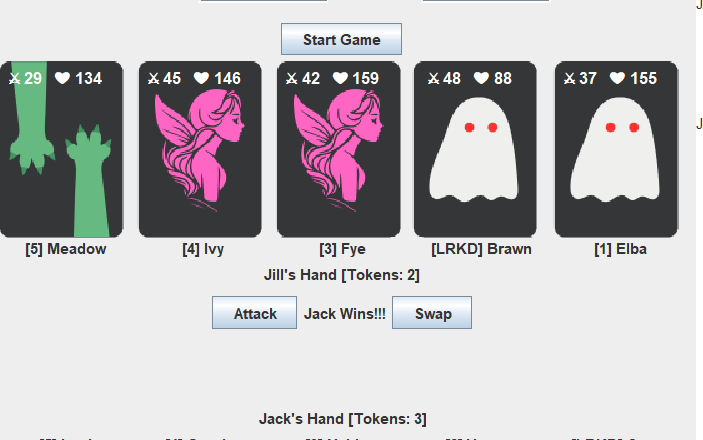 Start Game
29 134
45 146
42 159
48 88
37 155
[5] Meadow
[4] Ivy
[3] Fye
[LRKD] Brawn
[1] Elba
Jill's Hand [Tokens: 2]
Attack
Jack Wins!!!
Swap
Jack's Hand [Tokens: 3]
J
J